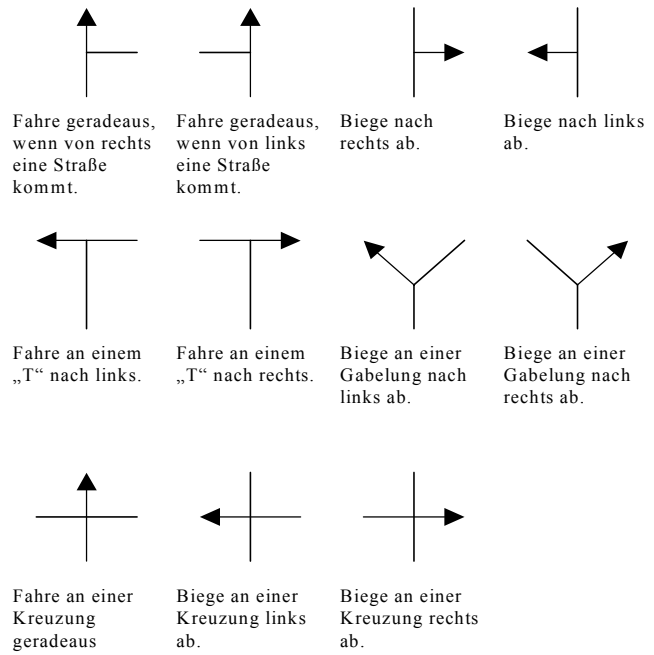 Fahre geradeaus,
wenn von rechts
eine Straße
kommt.
Fahre geradeaus,
wenn von links
eine Straße
kommt.
Biege nach
rechts ab.
Biege nach links
ab.
Fahre an einem
„T“ nach links.
Fahre an einem
„T“ nach rechts.
Biege an einer
Gabelung nach
links ab.
Biege an einer
Gabelung nach
rechts ab.
Fahre an einer
Kreuzung
geradeaus
Biege an einer
Kreuzung links
ab.
Biege an einer
Kreuzung rechts
ab.